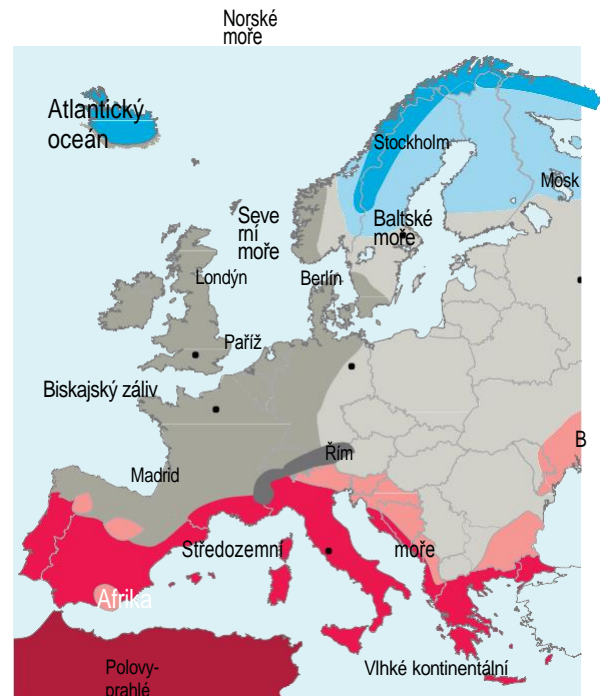 Norské
moře
Atlantický
oceán
Stockholm
Mosk
Seve
rní
moře
Baltské
moře
Londýn
Berlín
Paříž
Biskajský záliv
B
Řím
Madrid
Středozemní
moře
Afrika
Polovy-
prahlé
Vlhké kontinentální